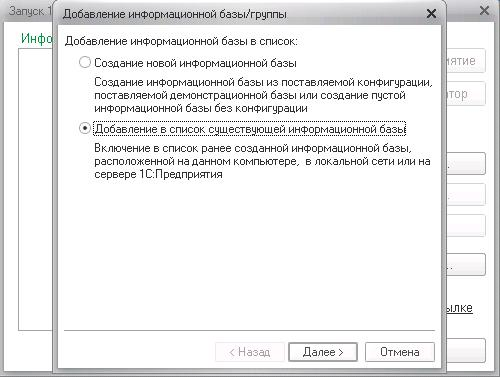 Запуск 1
Добавление информационной базы/группы
Инфо
Добавление информационной базы в список:
Создание новой информационной базы
Создание информационной базы из поставляемой конфигурации,
поставляемой демонстрационной базы или создание пустой
информационной базы без конфигурации
Добавление в список существующей информационной базы
Включение в список ранее созданной информационной базы,
расположенной на данном компьютере, в локальной сети или на
сервере 1С:Предприятия
иятие
атор
...
...
ылке
< Назад
Далее >
Отмена